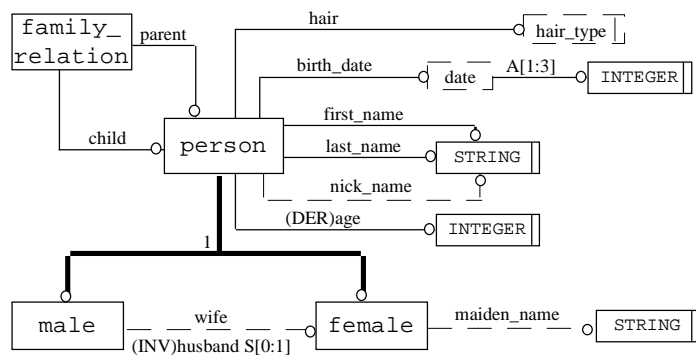 family_
relation
parent
hair
hair_type
birth_date
date
A[1:3]
INTEGER
first_name
child
person
last_name
STRING
nick_name
(DER)age
INTEGER
1
male
wife
(INV)husband S[0:1]
female
maiden_name
STRING